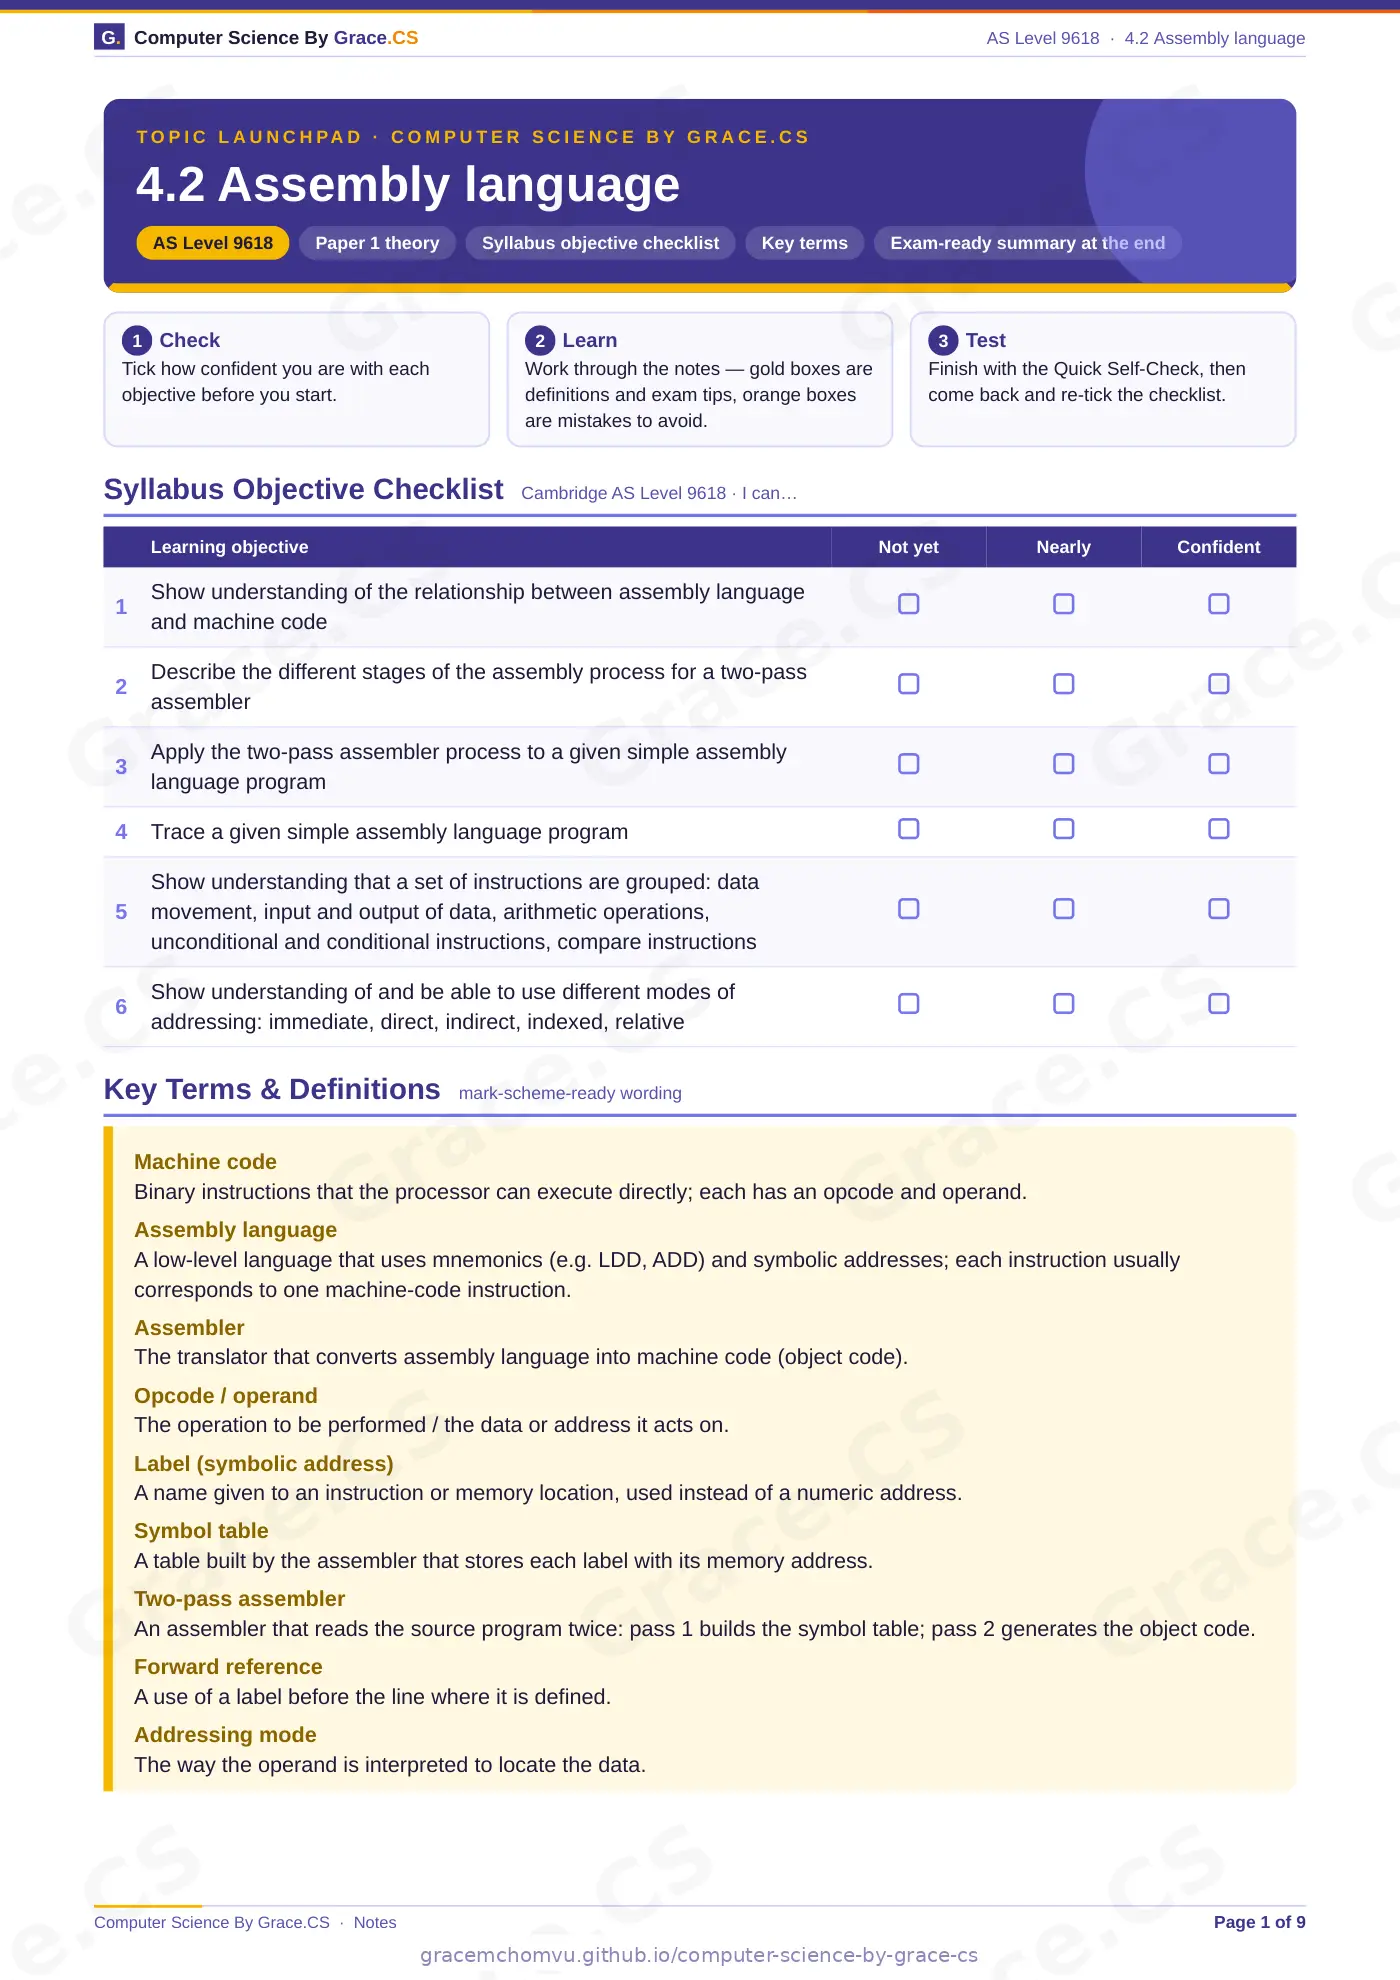 G. Computer Science By Grace.CS
AS Level 9618 · 4.2 Assembly language
TOPIC LAUNCHPAD · COMPUTER SCIENCE BY GRACE.CS
4.2 Assembly language
AS Level 9618 Paper 1 theory Syllabus objective checklist Key terms Exam-ready summary at the end
1 Check
Tick how confident you are with each
objective before you start.
2 Learn
Work through the notes — gold boxes are
definitions and exam tips, orange boxes
are mistakes to avoid.
3 Test
Finish with the Quick Self-Check, then
come back and re-tick the checklist.
Syllabus Objective Checklist Cambridge AS Level 9618 · I can…
Learning objective Not yet Nearly Confident
1 Show understanding of the relationship between assembly language
and machine code
2 Describe the different stages of the assembly process for a two-pass
assembler
3 Apply the two-pass assembler process to a given simple assembly
language program
4 Trace a given simple assembly language program
5 Show understanding that a set of instructions are grouped: data
movement, input and output of data, arithmetic operations,
unconditional and conditional instructions, compare instructions
6 Show understanding of and be able to use different modes of
addressing: immediate, direct, indirect, indexed, relative
Key Terms & Definitions mark-scheme-ready wording
Machine code
Binary instructions that the processor can execute directly; each has an opcode and operand.
Assembly language
A low-level language that uses mnemonics (e.g. LDD, ADD) and symbolic addresses; each instruction usually
corresponds to one machine-code instruction.
Assembler
The translator that converts assembly language into machine code (object code).
Opcode / operand
The operation to be performed / the data or address it acts on.
Label (symbolic address)
A name given to an instruction or memory location, used instead of a numeric address.
Symbol table
A table built by the assembler that stores each label with its memory address.
Two-pass assembler
An assembler that reads the source program twice: pass 1 builds the symbol table; pass 2 generates the object code.
Forward reference
A use of a label before the line where it is defined.
Addressing mode
The way the operand is interpreted to locate the data.
Computer Science By Grace.CS · Notes
Page 1 of 9
gracemchomvu.github.io/computer-science-by-grace-cs